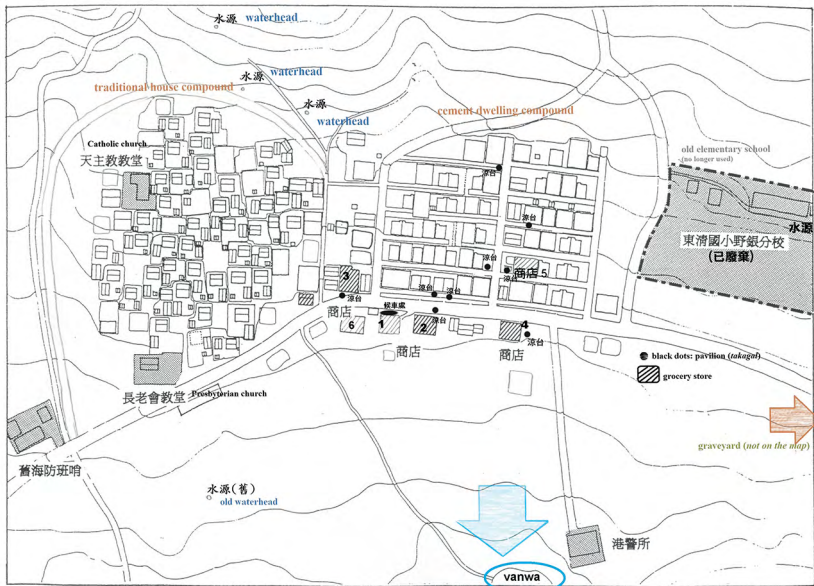 水源 waterhead
水源 waterhead
水源
waterhead
traditional house compound
cement dwelling compound
Catholic church
天主教教堂
old elementary school
(no longer used)
水源
東清國小野銀分校
(已廢棄)
涼台
涼台
涼台
商店 5
3
涼台
候車處
涼台
涼台
商店
6
1
2
4
涼台
商店
商店
black dots: pavilion (takagal)
grocery store
長老會教堂
Presbyterian church
graveyard (not on the map)
舊海防班哨
水源(舊)
old waterhead
港警所
vanwa